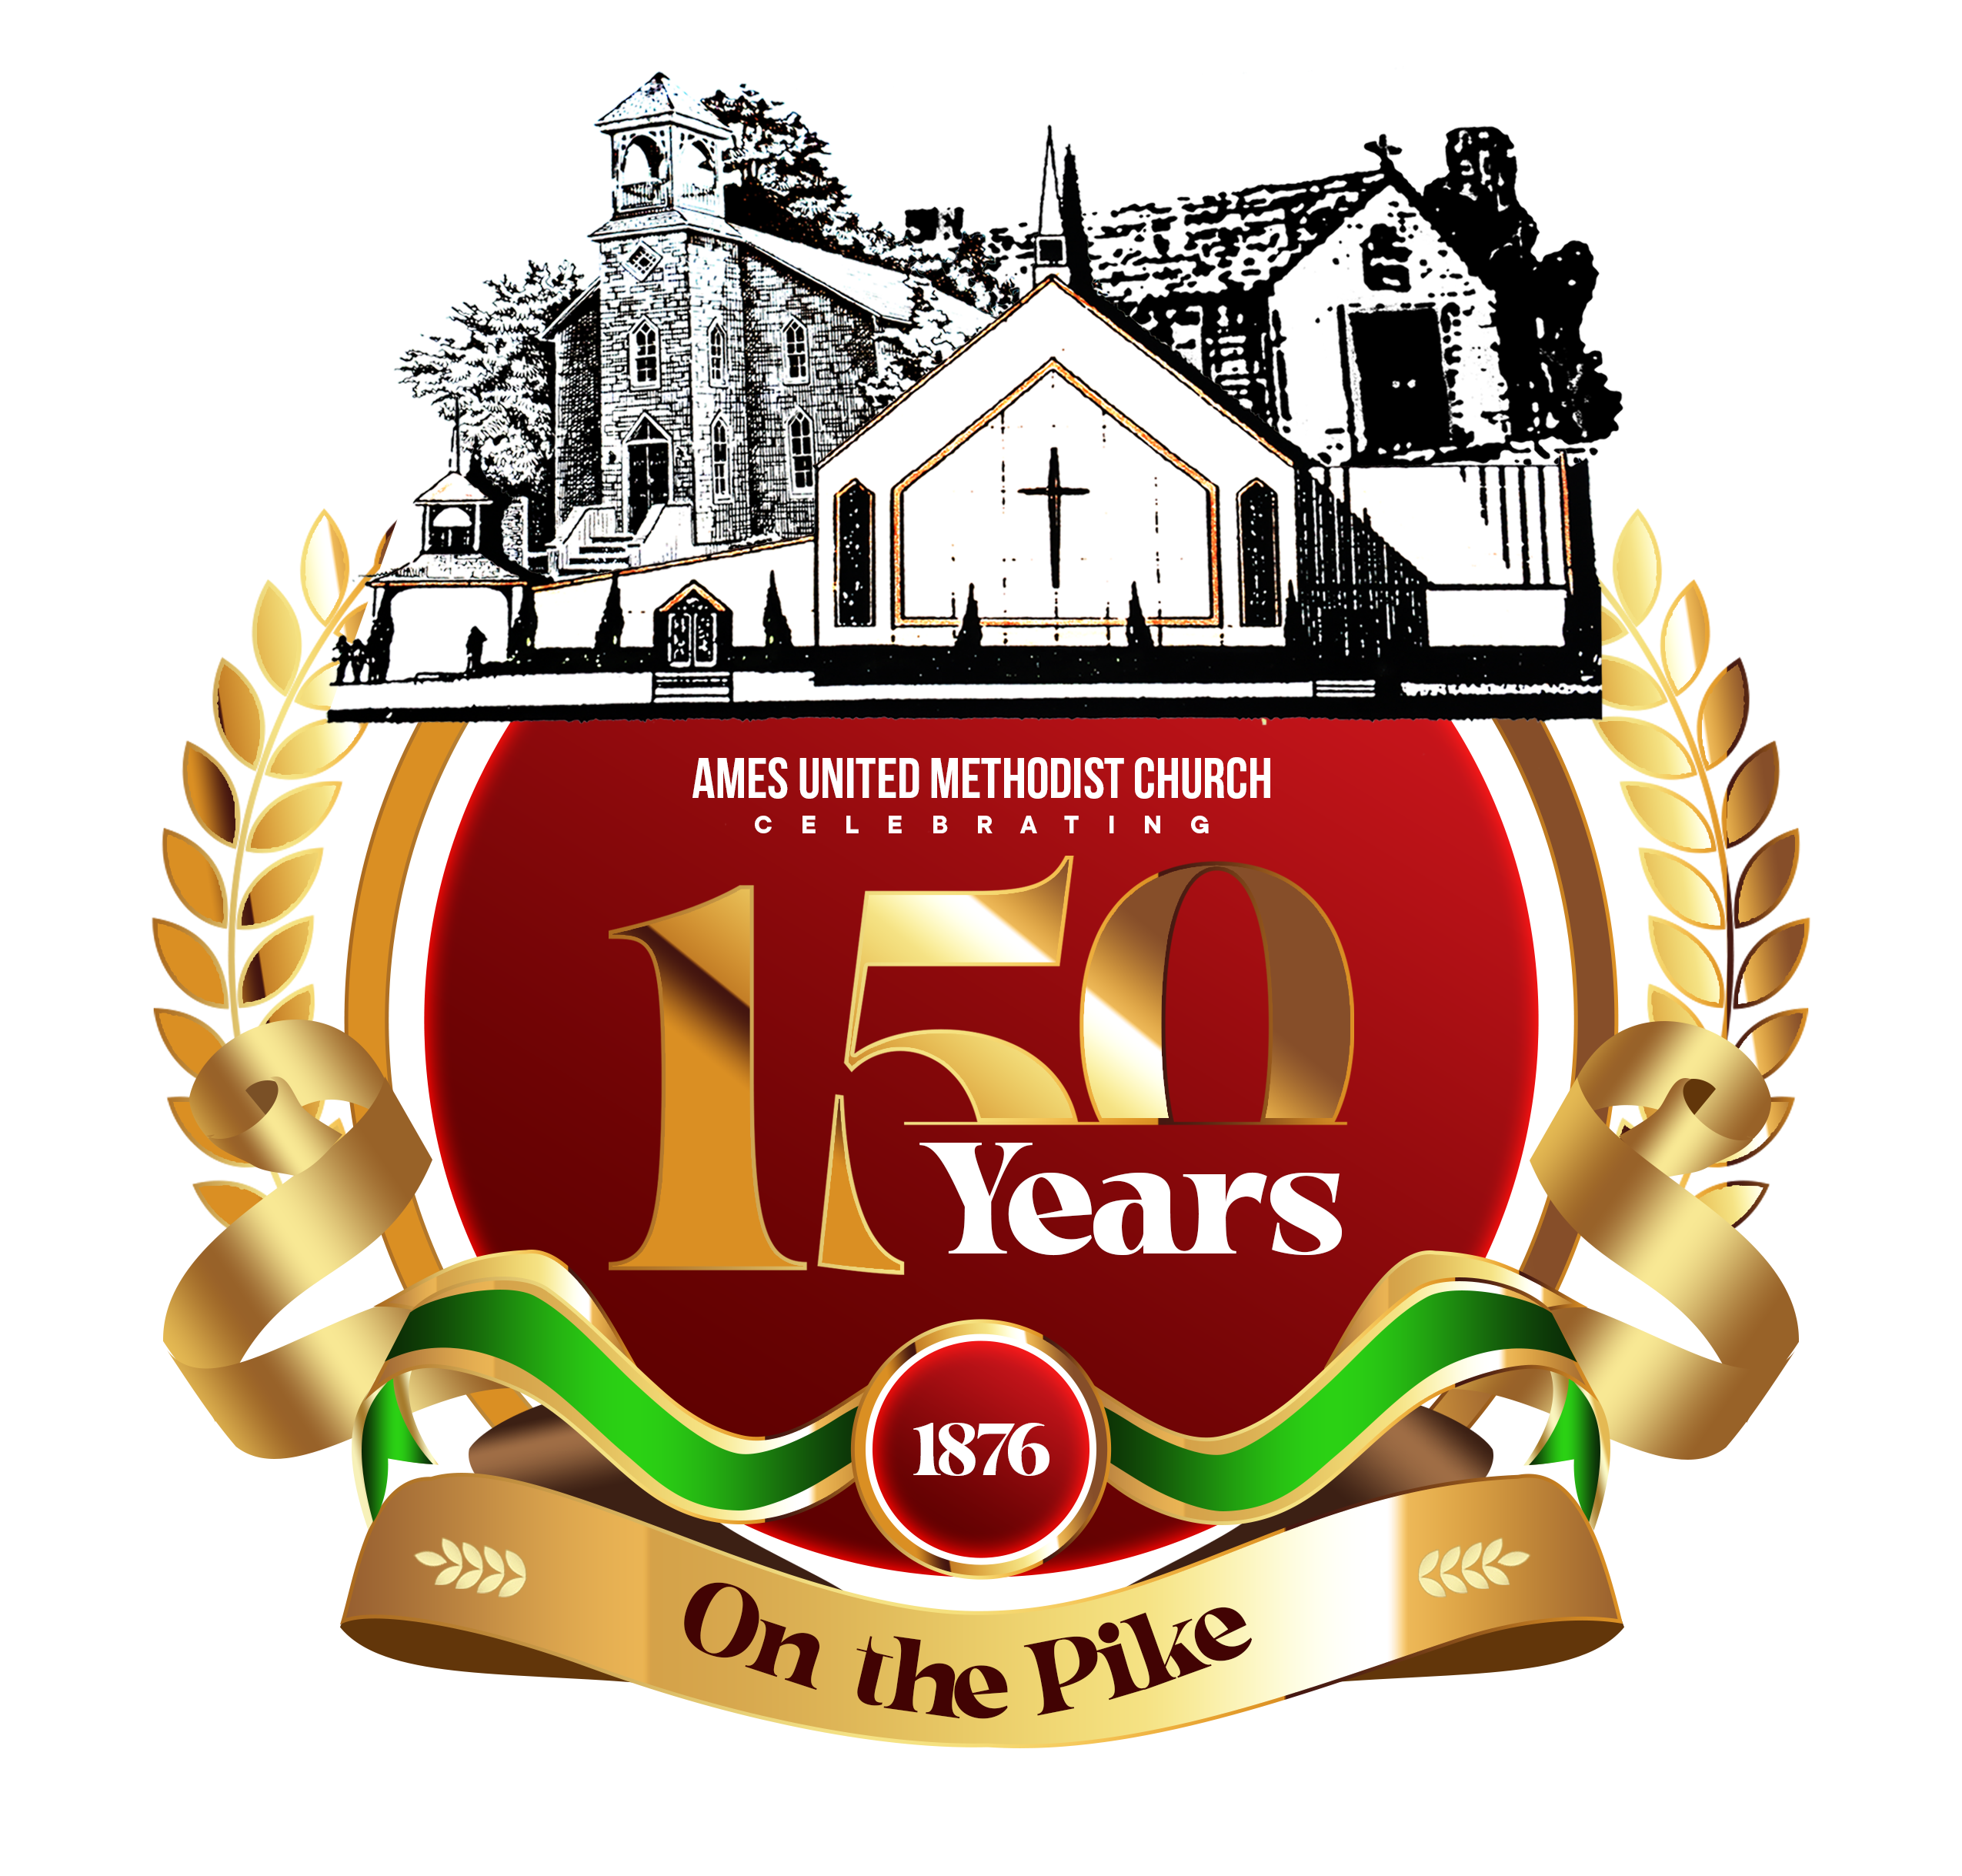 AMES UNITED METHODIST CHURCH
CELEBRATING
150
Years
1876
On the Pike